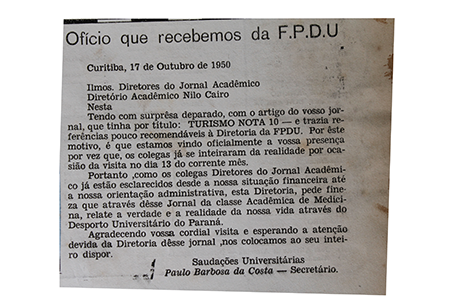 Ofício que recebemos da F.P.D.U
Curitiba, 17 de Outubro de 1950
Ilmos. Diretores do Jornal Acadêmico
Diretório Acadêmico Nilo Cairo
Nesta
Tendo com surprêsa deparado, com o artigo do vosso jor-
nal, que tinha por título: TURISMO NOTA 10 — e trazia re-
ferências pouco recomendáveis à Diretoria da FPDU. Por êste
motivo, é que estamos vindo oficialmente a vossa presença
por vez que, os colegas já se inteiraram da realidade por oca-
sião da visita no dia 13 do corrente mês.
Portanto ,como os colegas Diretores do Jornal Acadêmi-
co já estão esclarecidos desde a nossa situação financeira até
a nossa orientação administrativa, esta Diretoria, pede fine-
za que através dêsse Jornal da classe Acadêmica de Medici-
na, relate a verdade e a realidade da nossa vida através do
Desporto Universitário do Paraná.
Agradecendo vossa cordial visita e esperando a atenção
devida da Diretoria dêsse jornal ,nos colocamos ao seu intei-
ro dispor.
Saudações Universitárias
Paulo Barbosa da Costa — Secretário.